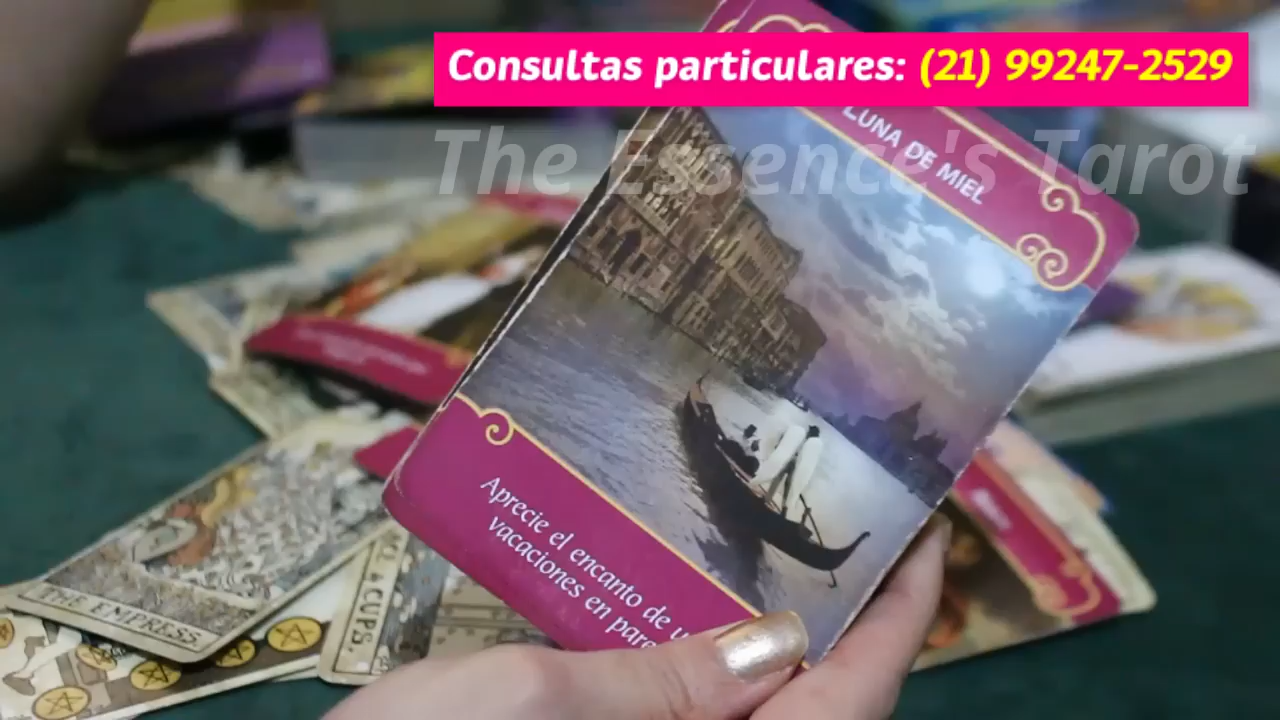 Consultas particulares: (21) 99247-2529
The Essence's Tarot
LUNA DE MIEL
Aprecie el encanto de u
vacaciones en pare
THE EMPRESS.
CUPS.